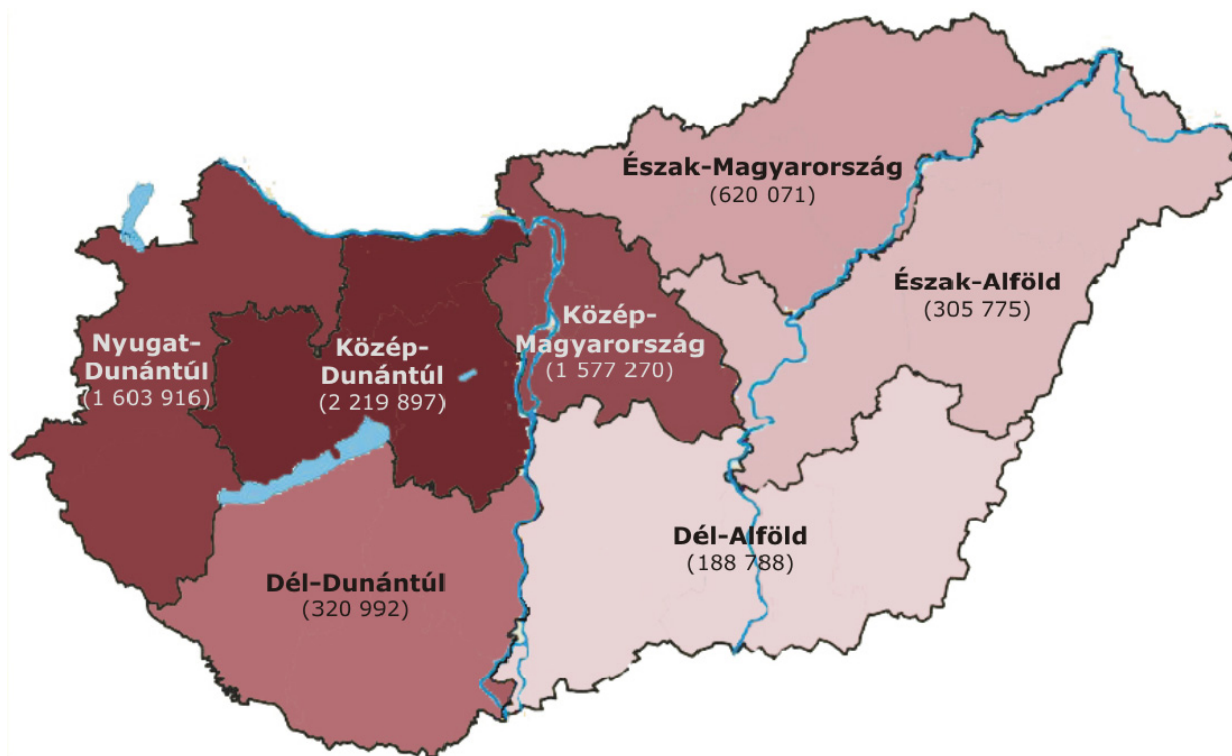 Észak-Magyarország
(620 071)
Észak-Alföld
(305 775)
Közép-
Magyarország
(1 577 270)
Nyugat-
Dunántúl
(1 603 916)
Közép-
Dunántúl
(2 219 897)
Dél-Alföld
(188 788)
Dél-Dunántúl
(320 992)